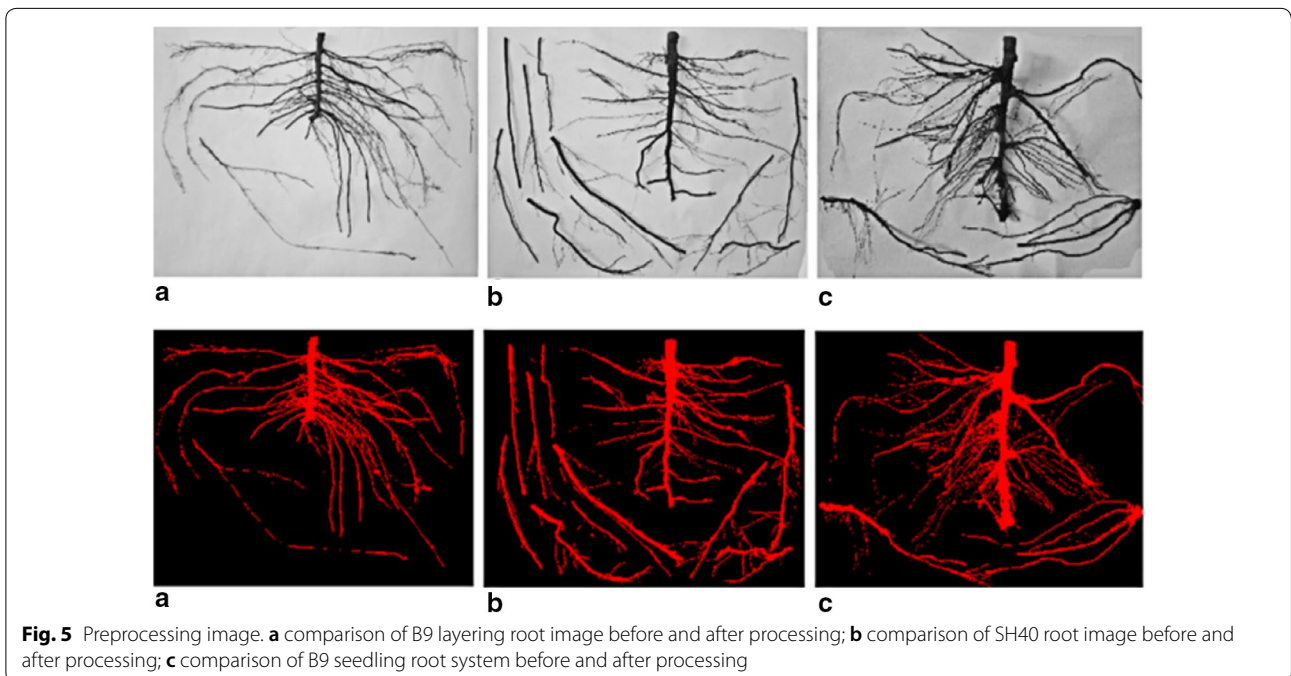 a
b
c
a
b
c
Fig. 5 Preprocessing image. a comparison of B9 layering root image before and after processing; b comparison of SH40 root image before and
after processing; c comparison of B9 seedling root system before and after processing